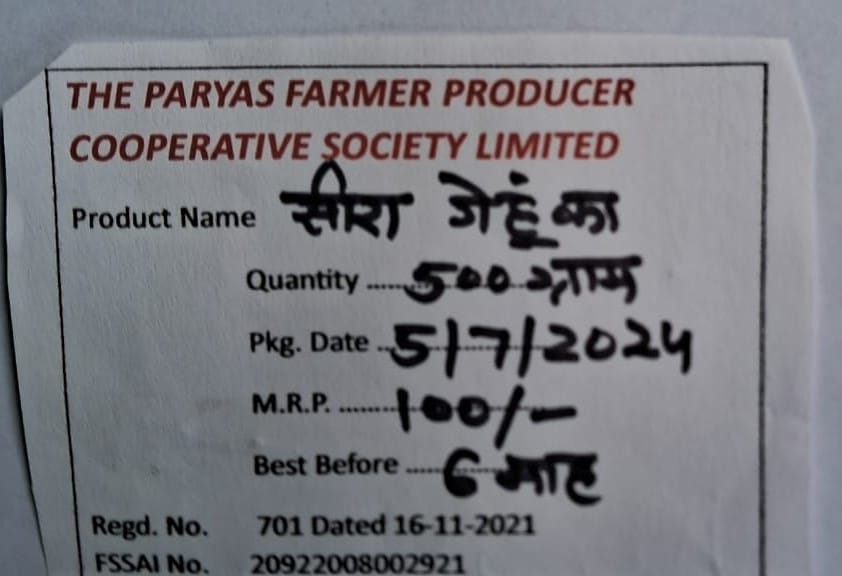 THE PARYAS FARMER PRODUCER
COOPERATIVE SOCIETY LIMITED
Product Name सीरा गेहूं का
Quantity ......500 ग्राम
Pkg. Date ..5/7/2024
M.R.P. .......100/-
Best Before .....6 माह
Regd. No. 701 Dated 16-11-2021
FSSAI No. 20922008002921